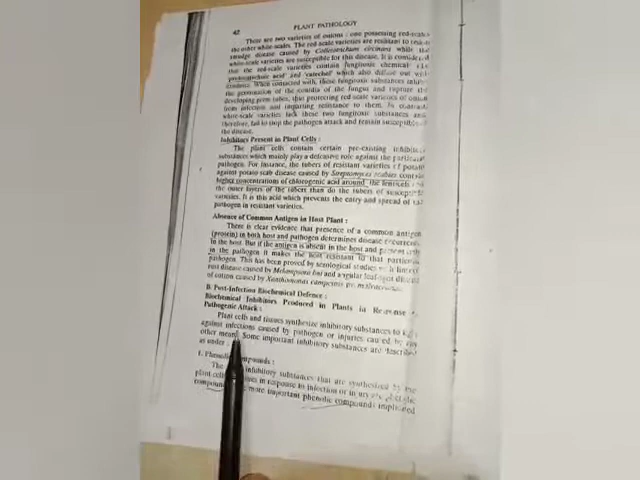 42
PLANT PATHOLOGY
There are two varieties of onions : one possessing red-scales
the other white-scales. The red scale varieties are resistant to
smudge disease caused by Colletotrichum circinans while the
white-scale varieties are susceptible for this disease. It is considered
that the red-scale varieties contain fungitoxic chemical
protocatechuic acid' and 'catechol' which also diffuse out
When contacted with these fungitoxic substances
the germination of the conidia of the fungus and rupture the
developing germ tubes, thus protecting red-scale varieties of onion
from infection and imparting resistance to them. In contrast
white-scale varieties lack these two fungitoxic substances and
therefore, fail to stop the pathogen attack and remain susceptible
the disease.
Inhibitors Present in Plant Cells :
The plant cells contain certain pre-existing
substances which mainly play a defensive role against the particular
pathogen. For instance, the tubers of resistant varieties of potato
against potato scab disease caused by Streptomyces scabies
higher concentrations of chlorogenic acid around the lenticels
the outer layers of the tubers than do the tubers of susceptible
varieties. It is this acid which prevents the entry and spread of
pathogen in resistant varieties.
Absence of Common Antigen in Host Plant :
There is clear evidence that presence of a common antigen
(protein) in both host and pathogen determines disease
in the host. But if the antigen is absent in the host and present
in the pathogen it makes the host resistant to that particular
pathogen. This has been proved by serological studies in
rust disease caused by Melampsora lini and angular leaf spot disease
of cotton caused by Xanthomonas campestris pv.
B. Post-Infection Biochemical Defence :
Biochemical Inhibitors Produced in Plants in Response
Pathogenic Attack :
Plant cells and tissues synthesize inhibitory substances to
against infections caused by pathogen or injuries caused by any
other means. Some important inhibitory substances are described
as under :
The inhibitory substances that are synthesized by the
plant cells in response to infection or injury are
more important phenolic compounds implicated